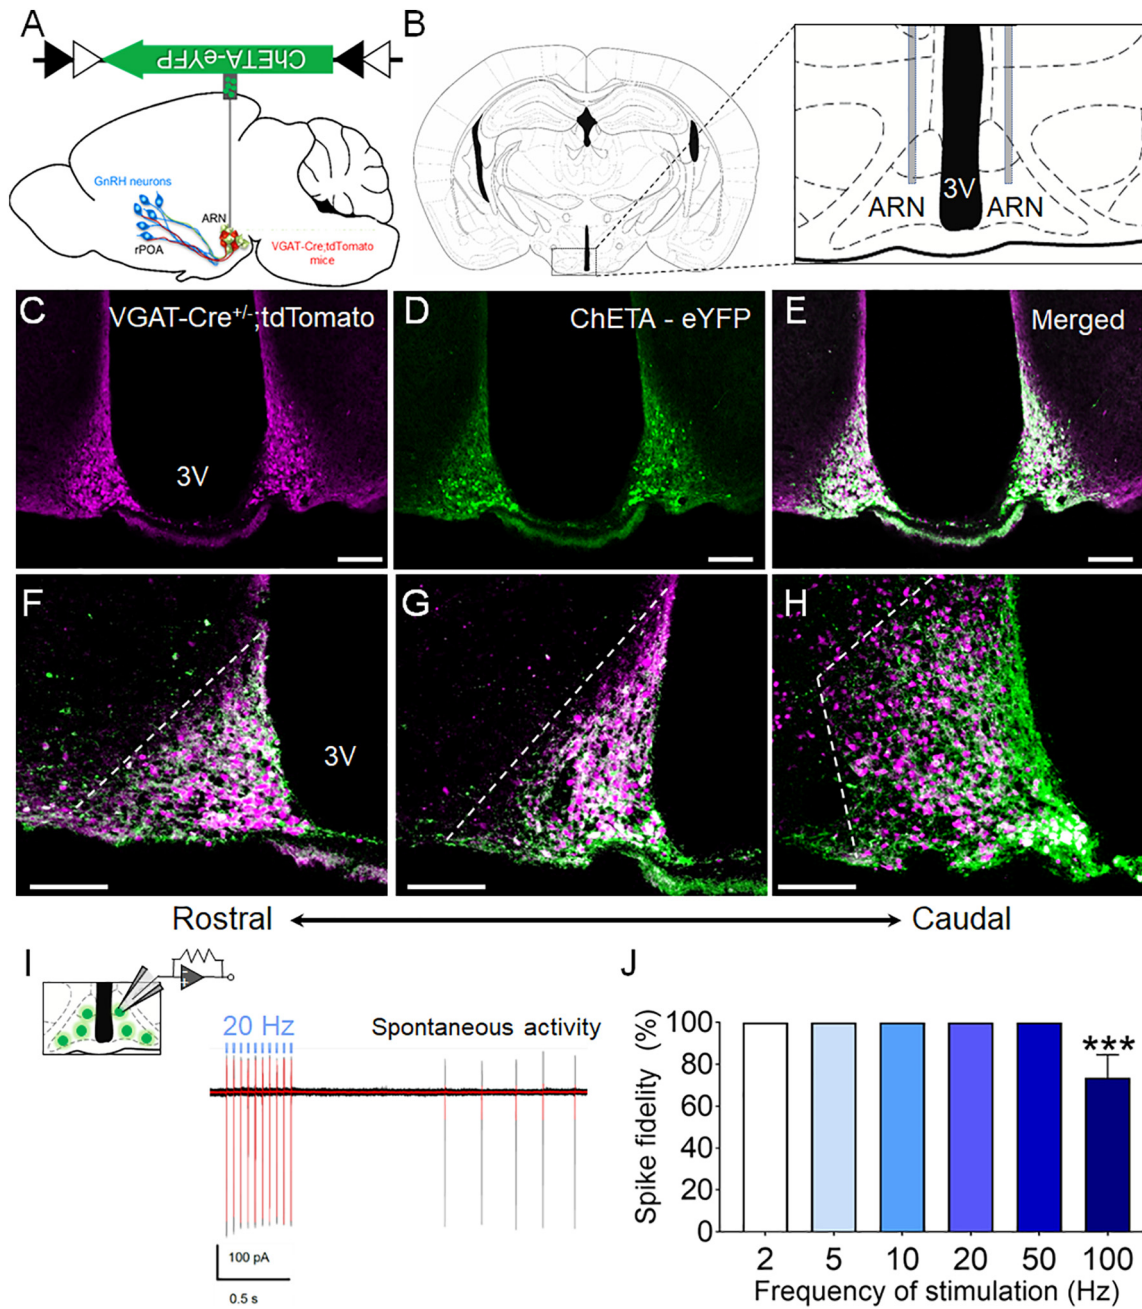 A
ChETA-eYFP
GnRH neurons
ARN
rPOA
VGAT-Cre;tdTomato
mice
B
3V
ARN
ARN
C
VGAT-Cre+/-;tdTomato
3V
D
ChETA - eYFP
E
Merged
F
3V
G
H
Rostral
Caudal
I
20 Hz
Spontaneous activity
100 pA
0.5 s
J
Spike fidelity (%)
100
80
60
40
20
0
***
2 5 10 20 50 100
Frequency of stimulation (Hz)